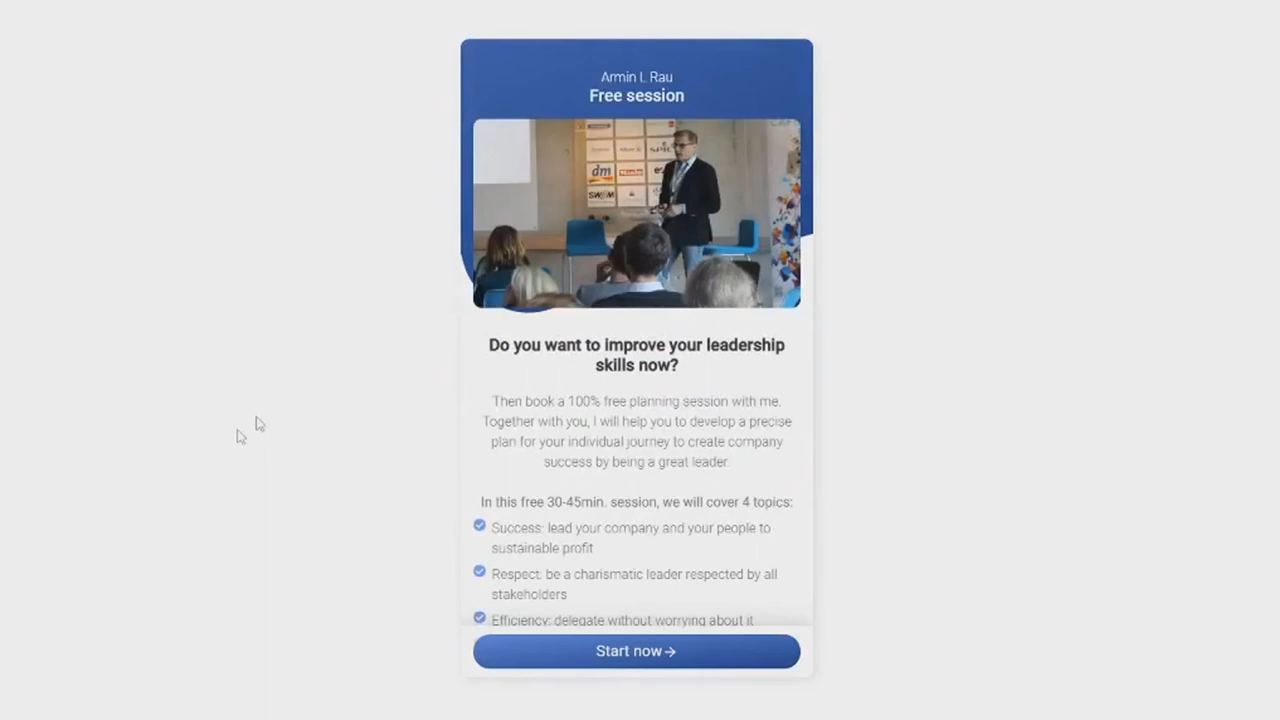 Armin I. Rau
Free session
dm
Miele
SPIC
Do you want to improve your leadership
skills now?
Then book a 100% free planning session with me.
Together with you, I will help you to develop a precise
plan for your individual journey to create company
success by being a great leader.
In this free 30-45min. session, we will cover 4 topics:
Success: lead your company and your people to
sustainable profit
Respect: be a charismatic leader respected by all
stakeholders
Efficiency: delegate without worrying about it
Start now→